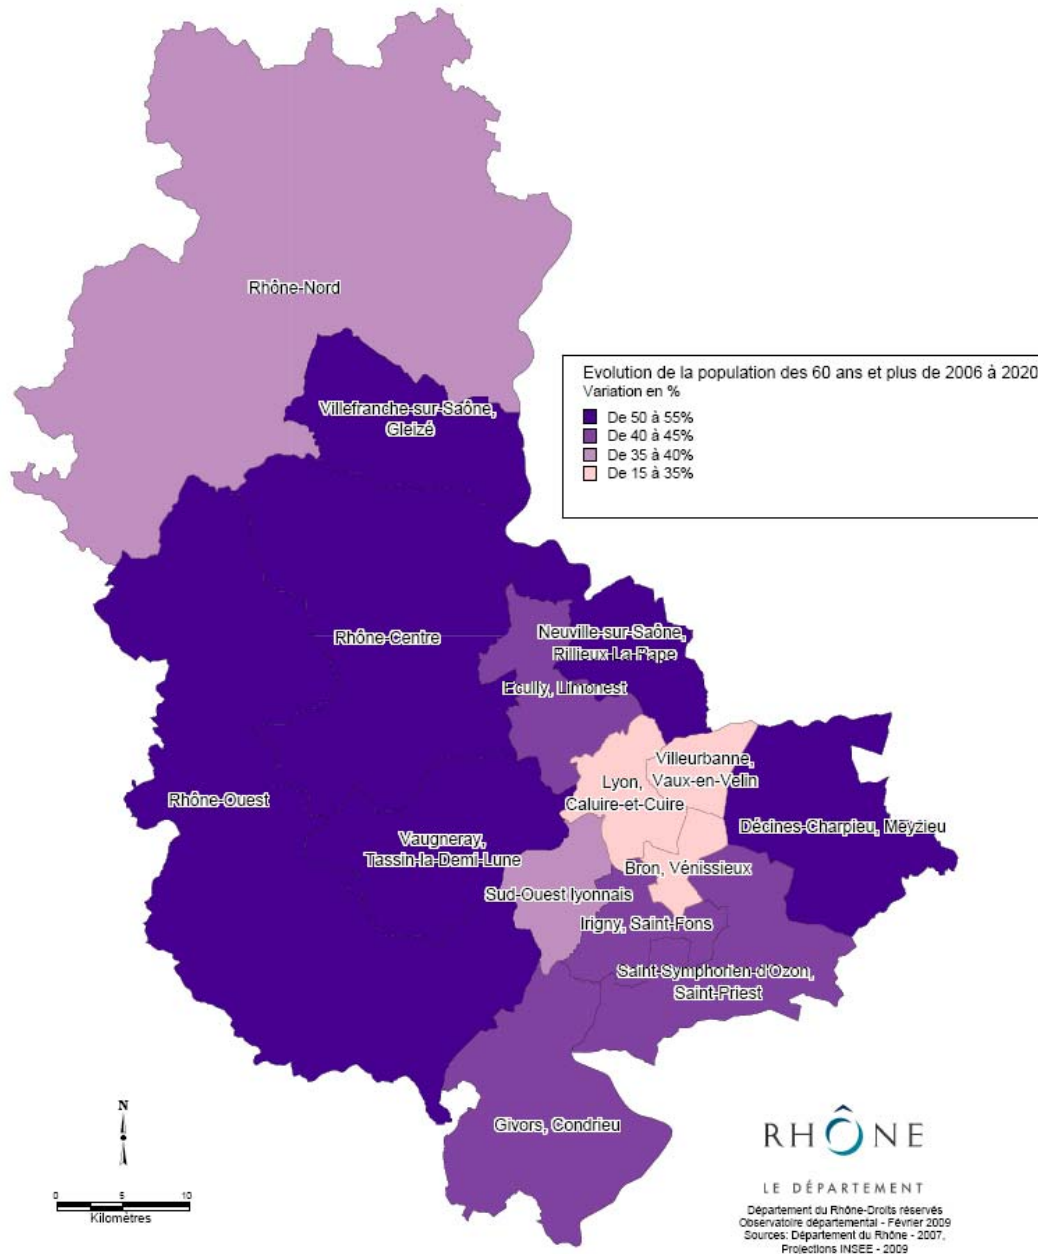 Rhône-Nord
Evolution de la population des 60 ans et plus de 2006 à 2020
Variation en %
De 50 à 55%
De 40 à 45%
De 35 à 40%
De 15 à 35%
Villefranche-sur-Saône,
Gleizé
Rhône-Centre
Neuville-sur-Saône,
Rillieux-La-Pape
Ecully, Limonest
Villeurbanne,
Vaux-en-Velin
Lyon,
Caluire-et-Cuire
Rhône-Ouest
Décines-Charpieu, Meyzieu
Vaugneray,
Tassin-la-Demi-Lune
Bron, Vénissieux
Sud-Ouest lyonnais
Irigny, Saint-Fons
Saint-Symphorien-d'Ozon,
Saint-Priest
Givors, Condrieu
N
0 5 10
Kilomètres
RHÔNE
LE DÉPARTEMENT
Département du Rhône-Droits réservés
Observatoire départemental - Février 2009
Sources: Département du Rhône - 2007,
Projections INSEE - 2009